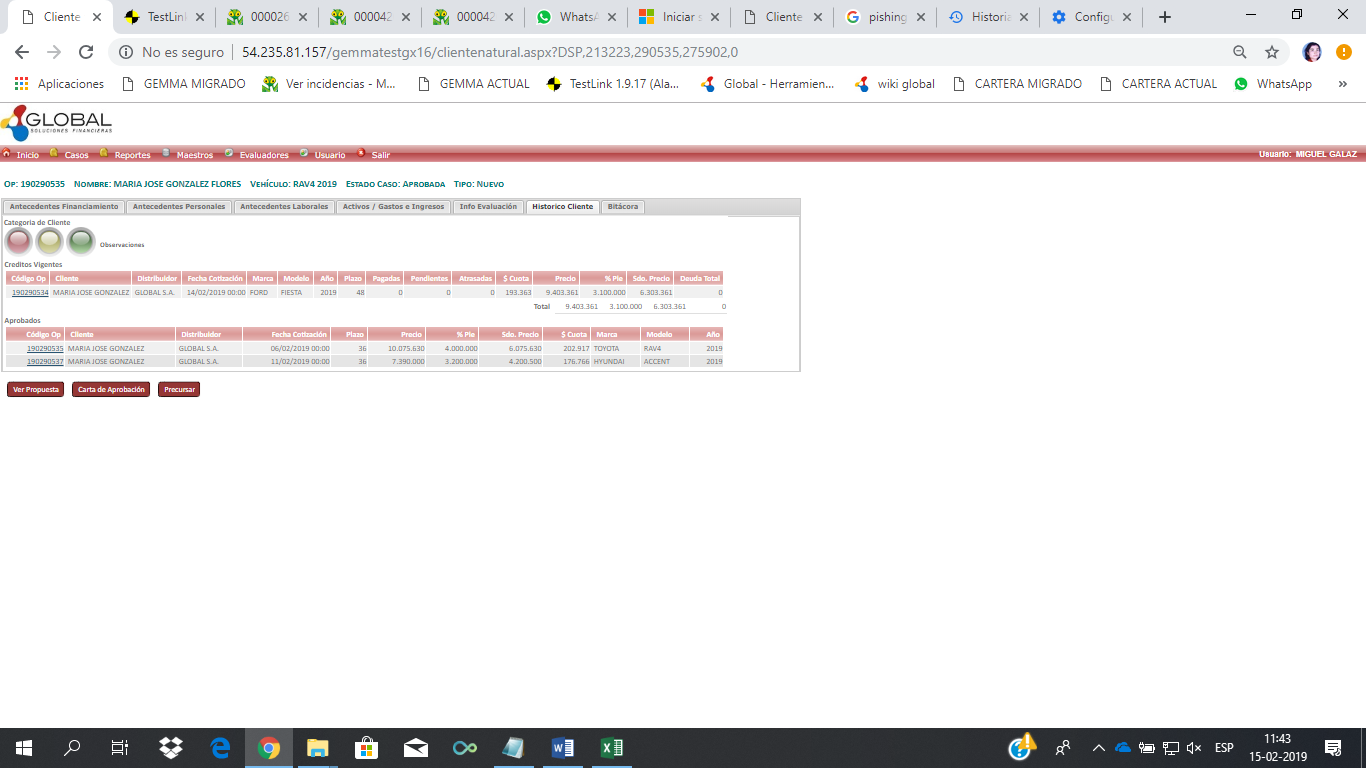 Cliente TestLink 000026 000042 000042 WhatsA Iniciar s Cliente pishing Historia Configu
No es seguro 54.235.81.157/gemmatestgx16/clientenatural.aspx?DSP,213223,290535,275902,0
Aplicaciones GEMMA MIGRADO Ver incidencias - M... GEMMA ACTUAL TestLink 1.9.17 (Ala... Global - Herramien... wiki global CARTERA MIGRADO CARTERA ACTUAL WhatsApp »
GLOBAL
SOLUCIONES FINANCIERAS
Inicio Casos Reportes Maestros Evaluadores Usuario Salir Usuario: MIGUEL GALAZ
Op: 190290535 Nombre: MARIA JOSE GONZALEZ FLORES Vehículo: RAV4 2019 Estado Caso: Aprobada Tipo: Nuevo
Antecedentes Financiamiento Antecedentes Personales Antecedentes Laborales Activos / Gastos e Ingresos Info Evaluación Historico Cliente Bitácora
Categoria de Cliente
Observaciones
Creditos Vigentes
Código Op Cliente Distribuidor Fecha Cotización Marca Modelo Año Plazo Pagadas Pendientes Atrasadas $ Cuota Precio % Pie Sdo. Precio Deuda Total
190290534 MARIA JOSE GONZALEZ GLOBAL S.A. 14/02/2019 00:00 FORD FIESTA 2019 48 0 0 0 193.363 9.403.361 3.100.000 6.303.361 0
Total 9.403.361 3.100.000 6.303.361 0
Aprobados
Código Op Cliente Distribuidor Fecha Cotización Plazo Precio % Pie Sdo. Precio $ Cuota Marca Modelo Año
190290535 MARIA JOSE GONZALEZ GLOBAL S.A. 06/02/2019 00:00 36 10.075.630 4.000.000 6.075.630 202.917 TOYOTA RAV4 2019
190290537 MARIA JOSE GONZALEZ GLOBAL S.A. 11/02/2019 00:00 36 7.390.000 3.200.000 4.200.500 176.766 HYUNDAI ACCENT 2019
Ver Propuesta Carta de Aprobación Precursar
ESP 11:43
15-02-2019